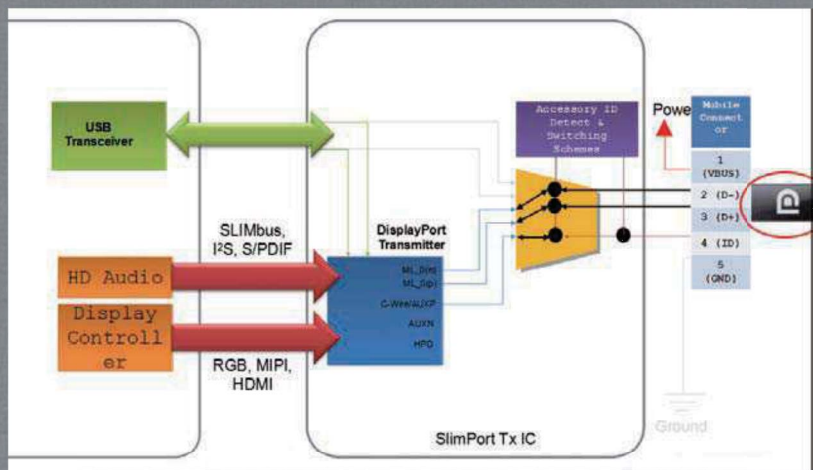 USB
Transceiver
SLIMbus,
I²S, S/PDIF
HD Audio
Display
Controll
er
RGB, MIPI,
HDMI
DisplayPort
Transmitter
ML_0(n)
ML_0(p)
C-Wire/AUXP
AUXN
HPD
SlimPort Tx IC
Accessory ID
Detect &
Switching
Schemes
Powe
Mobile
Connect
or
1
(VBUS)
2 (D-)
3 (D+)
4 (ID)
5
(GND)
Ground